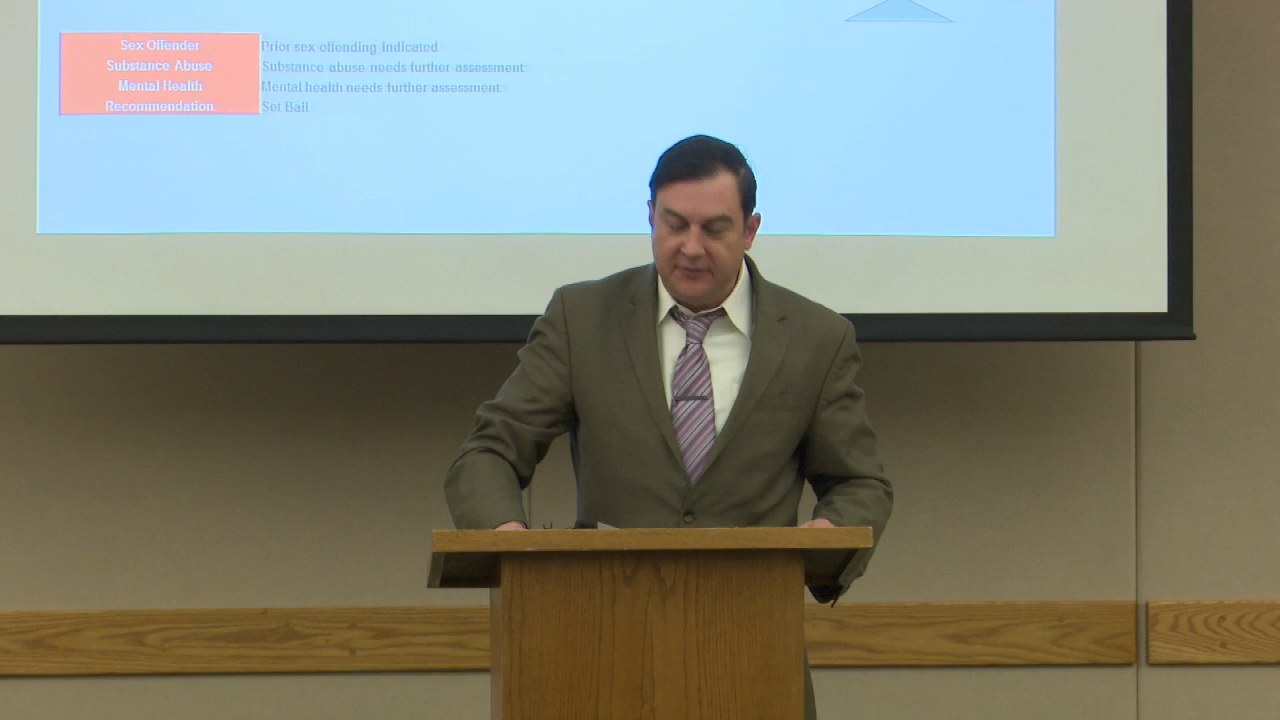 Sex Offender Prior sex offending Indicated
Substance Abuse Substance abuse needs further assessment
Mental Health Mental health needs further assessment
Recommendation Set Bail